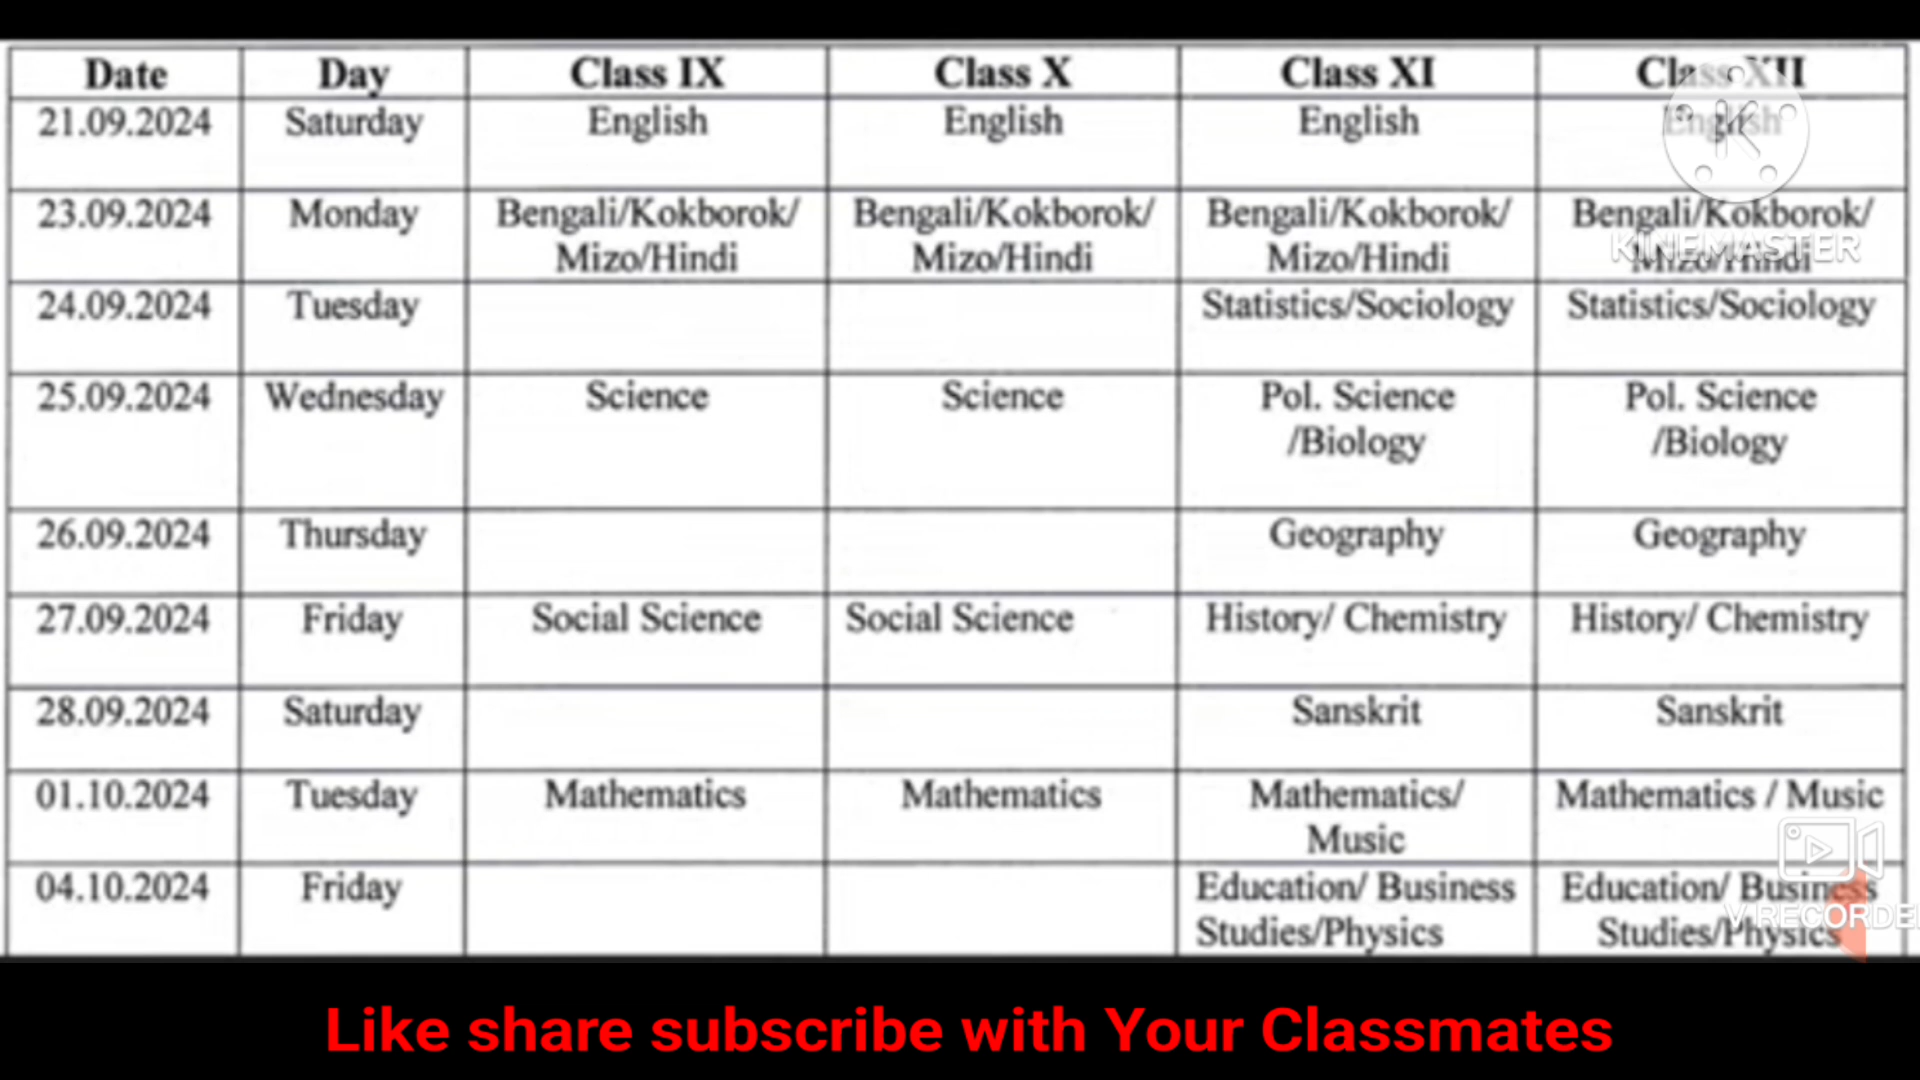 Date Day Class IX Class X Class XI Class XII
21.09.2024 Saturday English English English English
23.09.2024 Monday Bengali/Kokborok/ Bengali/Kokborok/ Bengali/Kokborok/ Bengali/Kokborok/
Mizo/Hindi Mizo/Hindi Mizo/Hindi Mizo/Hindi
KINEMASTER
24.09.2024 Tuesday Statistics/Sociology Statistics/Sociology
25.09.2024 Wednesday Science Science Pol. Science Pol. Science
/Biology /Biology
26.09.2024 Thursday Geography Geography
27.09.2024 Friday Social Science Social Science History/ Chemistry History/ Chemistry
28.09.2024 Saturday Sanskrit Sanskrit
01.10.2024 Tuesday Mathematics Mathematics Mathematics/ Mathematics / Music
Music
04.10.2024 Friday Education/ Business Education/ Business
Studies/Physics Studies/Physics
V RECORDE
Like share subscribe with Your Classmates